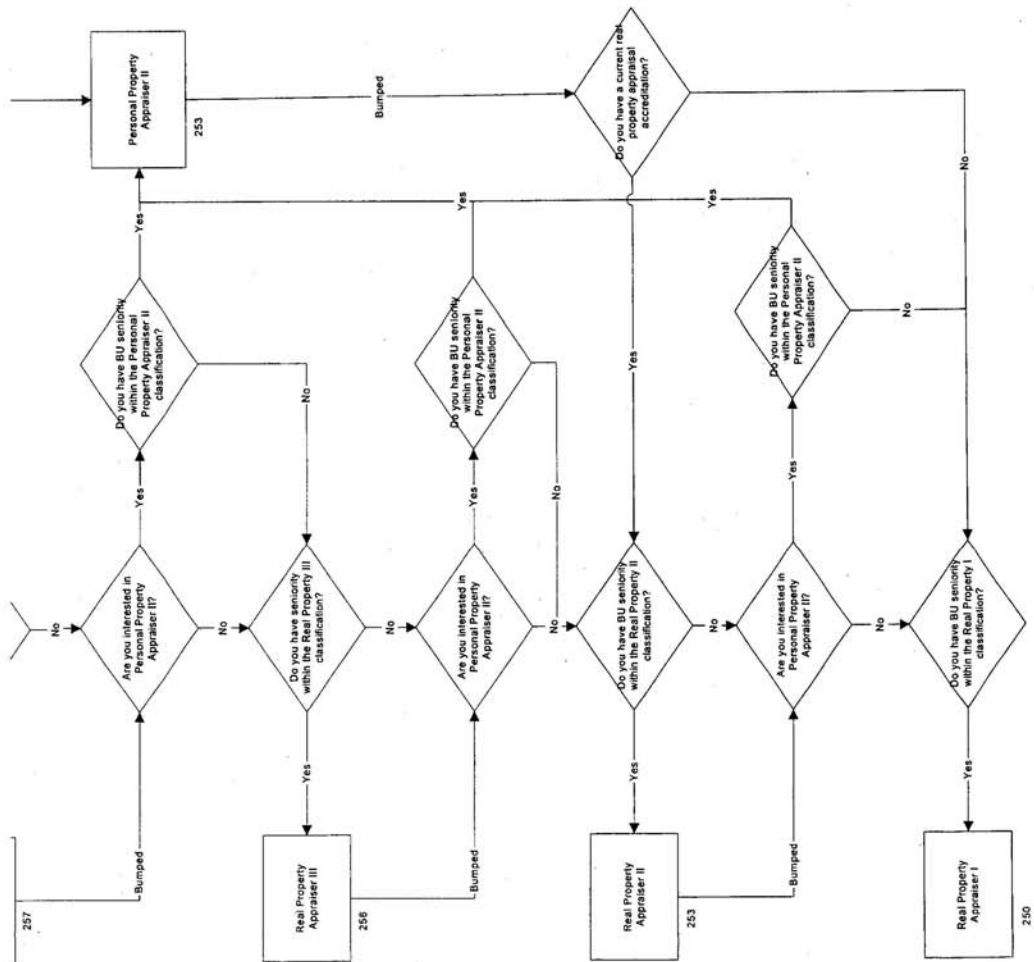 Personal Property
Appraiser II
253
Bumped
Do you have a current real
property appraisal
accreditation?
Yes
No
Yes
Do you have BU seniority
within the Personal
Property Appraiser II
classification?
No
Yes
Do you have BU seniority
within the Personal
Property Appraiser II
classification?
No
Yes
Do you have BU seniority
within the Personal
Property Appraiser II
classification?
No
Yes
Yes
Yes
No
Are you interested in
Personal Property
Appraiser II?
No
Do you have seniority
within the Real Property III
classification?
No
Are you interested in
Personal Property
Appraiser II?
No
Do you have BU seniority
within the Real Property II
classification?
No
Are you interested in
Personal Property
Appraiser II?
No
Do you have BU seniority
within the Real Property I
classification?
257
Bumped
Yes
Real Property
Appraiser III
256
Bumped
Yes
Real Property
Appraiser II
253
Bumped
Yes
Real Property
Appraiser I
250